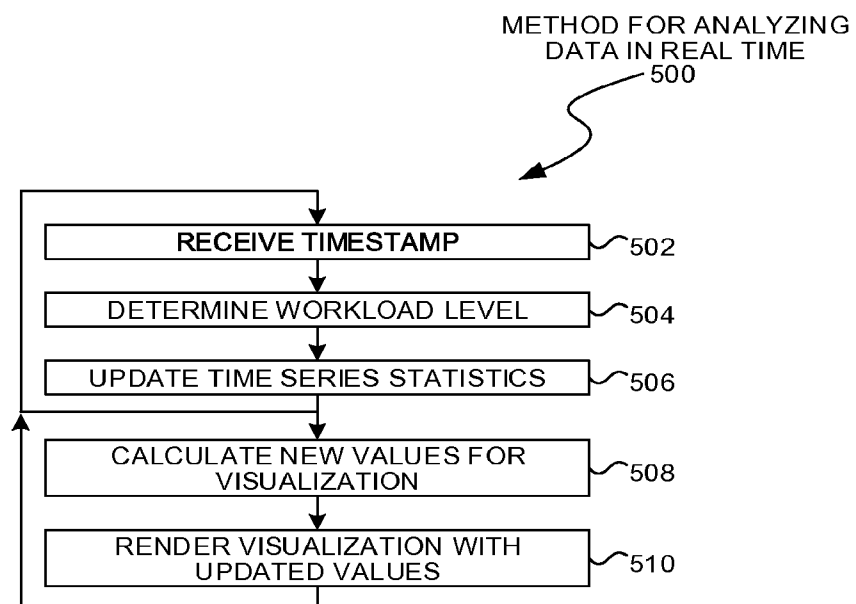 METHOD FOR ANALYZING
DATA IN REAL TIME
500
RECEIVE TIMESTAMP
502
DETERMINE WORKLOAD LEVEL
504
UPDATE TIME SERIES STATISTICS
506
CALCULATE NEW VALUES FOR
VISUALIZATION
508
RENDER VISUALIZATION WITH
UPDATED VALUES
510